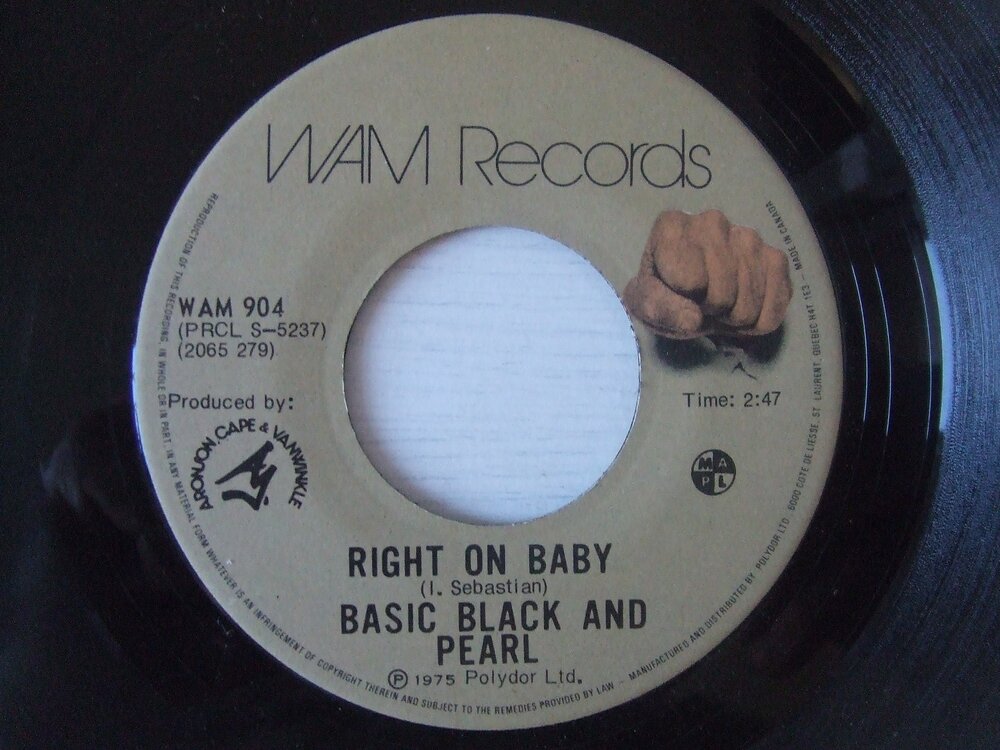 WAM Records
WAM 904
(PRCL S-5237)
(2065 279)
Produced by:
ARONSON, CAPE & VANWINKLE
Time: 2:47
M A
P L
RIGHT ON BABY
(I. Sebastian)
BASIC BLACK AND
PEARL
Ⓟ 1975 Polydor Ltd.
REPRODUCTION OF THIS RECORDING, IN WHOLE OR IN PART, IN ANY MATERIAL FORM WHATEVER IS AN INFRINGEMENT OF COPYRIGHT THEREIN AND SUBJECT TO THE REMEDIES PROVIDED BY LAW – MANUFACTURED AND DISTRIBUTED BY POLYDOR LTD. 6000 COTE DE LIESSE, ST. LAURENT, QUEBEC H4T 1E3 – MADE IN CANADA